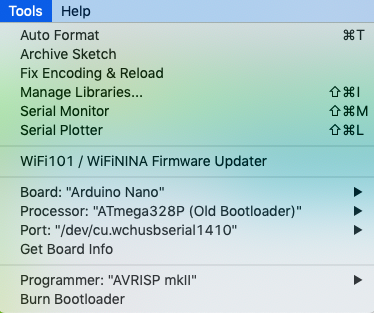 Tools Help
Auto Format ⌘T
Archive Sketch
Fix Encoding & Reload
Manage Libraries... ⇧⌘I
Serial Monitor ⇧⌘M
Serial Plotter ⇧⌘L
WiFi101 / WiFiNINA Firmware Updater
Board: "Arduino Nano"
Processor: "ATmega328P (Old Bootloader)"
Port: "/dev/cu.wchusbserial1410"
Get Board Info
Programmer: "AVRISP mkII"
Burn Bootloader